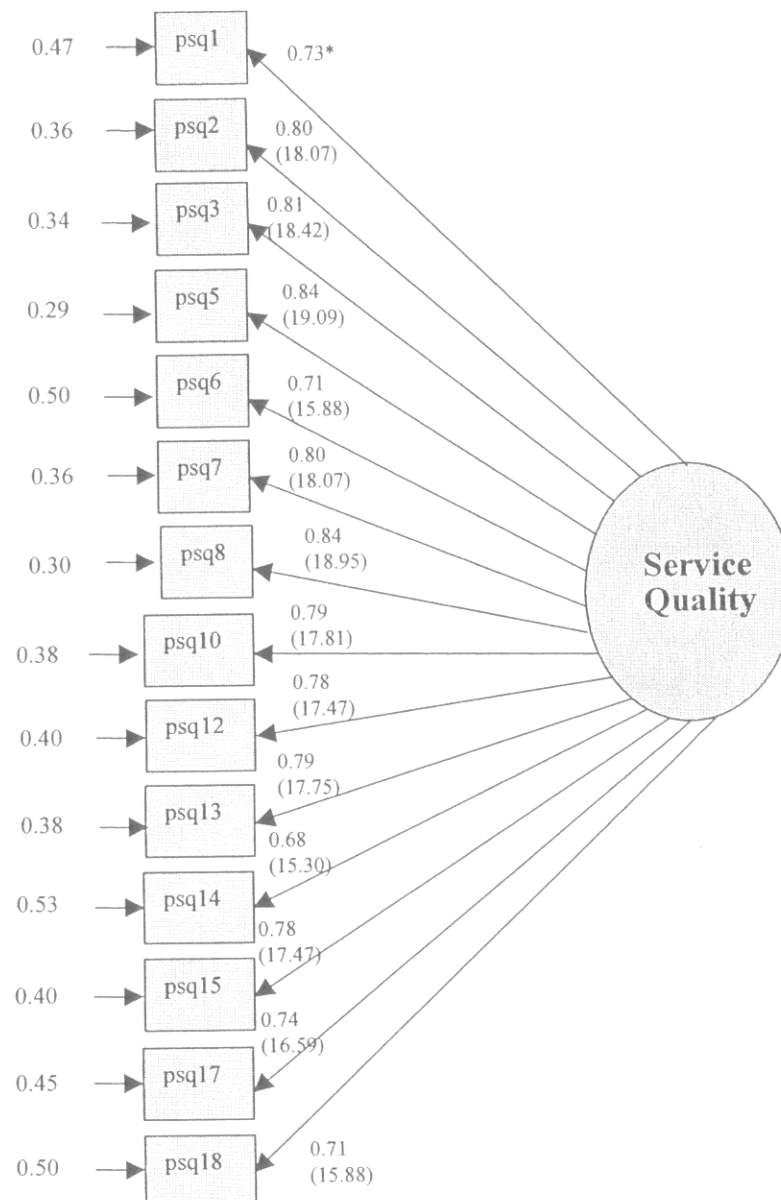 0.47 psq1 0.73*
0.36 psq2 0.80
(18.07)
0.34 psq3 0.81
(18.42)
0.29 psq5 0.84
(19.09)
0.50 psq6 0.71
(15.88)
0.36 psq7 0.80
(18.07)
0.30 psq8 0.84
(18.95)
Service
Quality
0.38 psq10 0.79
(17.81)
0.40 psq12 0.78
(17.47)
0.38 psq13 0.79
(17.75)
0.53 psq14 0.68
(15.30)
0.40 psq15 0.78
(17.47)
0.45 psq17 0.74
(16.59)
0.50 psq18 0.71
(15.88)